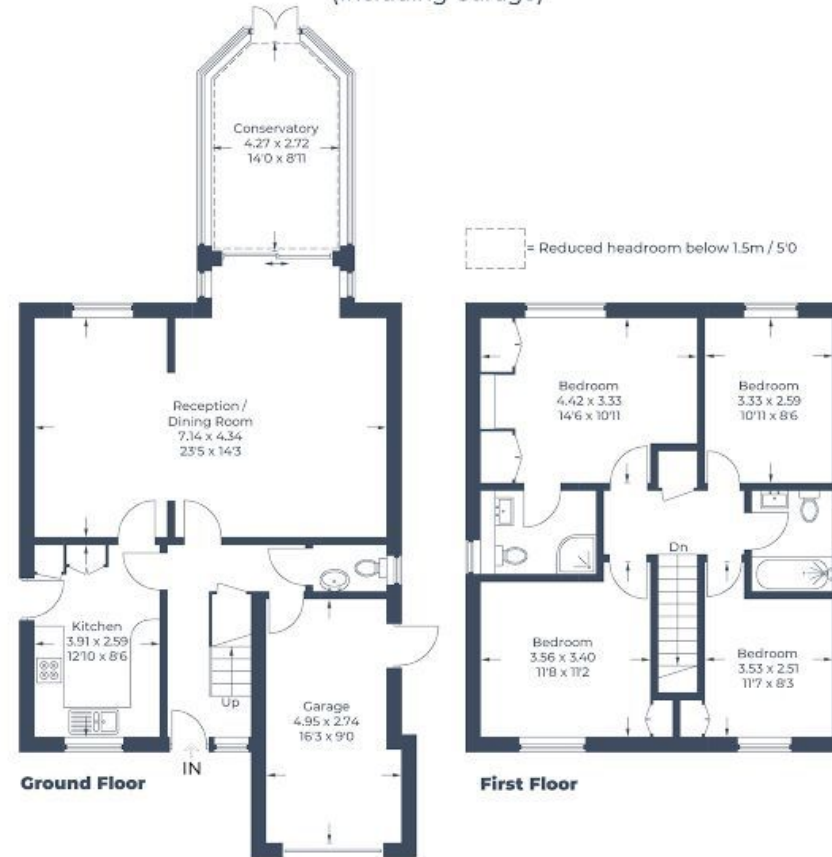 (Including Garage)
Conservatory
4.27 x 2.72
14'0 x 8'11
= Reduced headroom below 1.5m / 5'0
Reception /
Dining Room
7.14 x 4.34
23'5 x 14'3
Kitchen
3.91 x 2.59
12'10 x 8'6
Up
Garage
4.95 x 2.74
16'3 x 9'0
IN
Ground Floor
Bedroom
4.42 x 3.33
14'6 x 10'11
Bedroom
3.33 x 2.59
10'11 x 8'6
Dn
Bedroom
3.56 x 3.40
11'8 x 11'2
Bedroom
3.53 x 2.51
11'7 x 8'3
First Floor